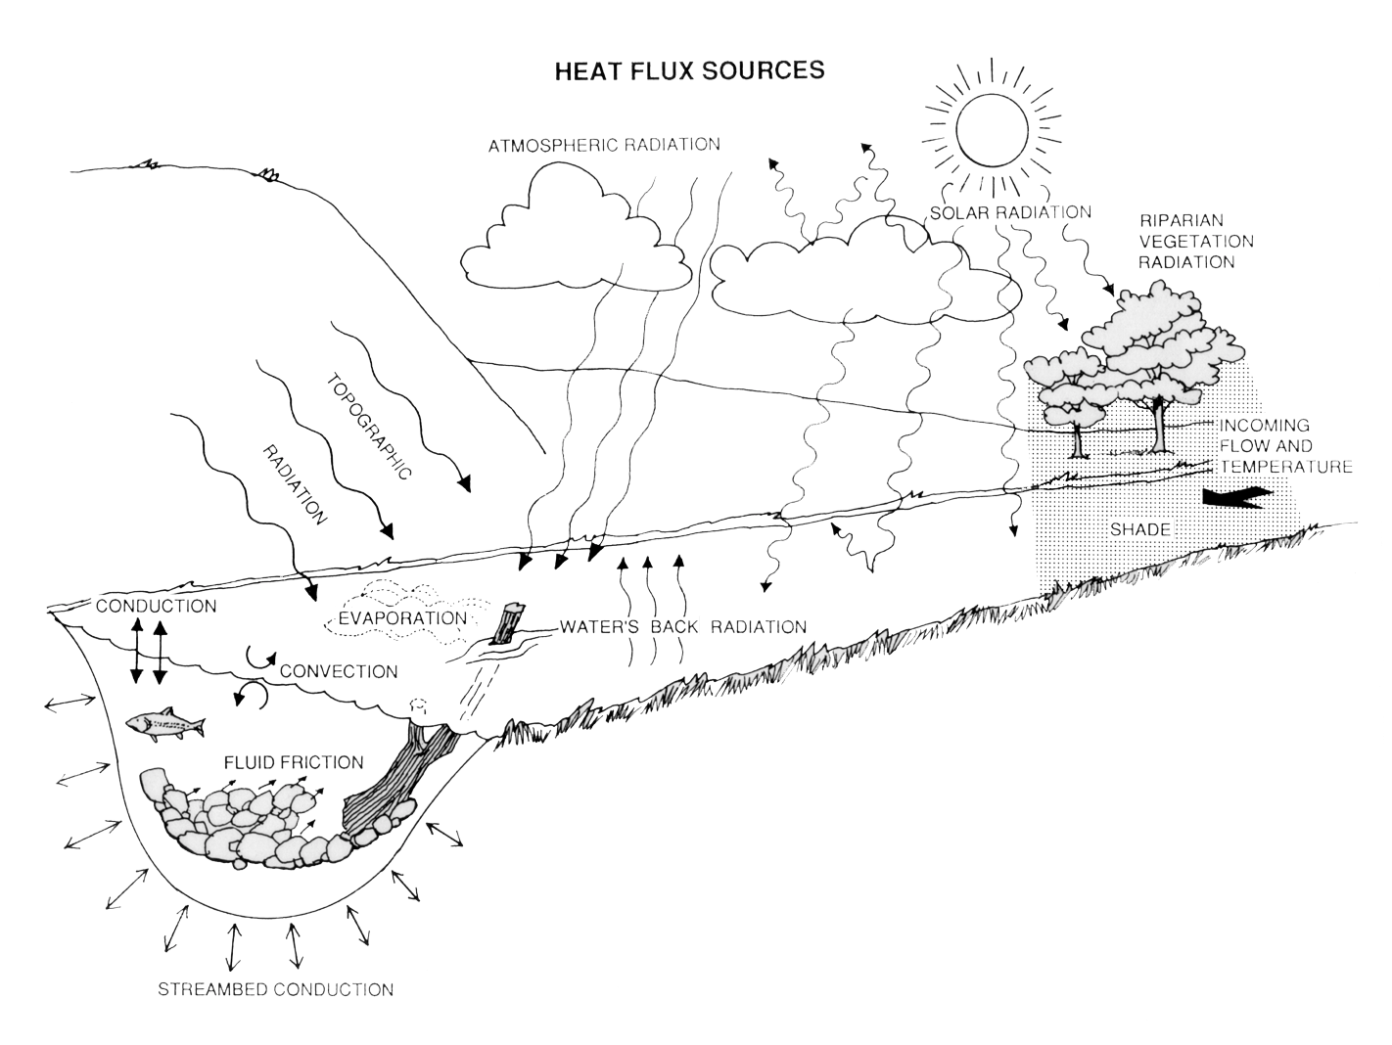 HEAT FLUX SOURCES
ATMOSPHERIC RADIATION
SOLAR RADIATION
RIPARIAN
VEGETATION
RADIATION
TOPOGRAPHIC
RADIATION
INCOMING
FLOW AND
TEMPERATURE
SHADE
CONDUCTION
EVAPORATION
WATER'S BACK RADIATION
CONVECTION
FLUID FRICTION
STREAMBED CONDUCTION